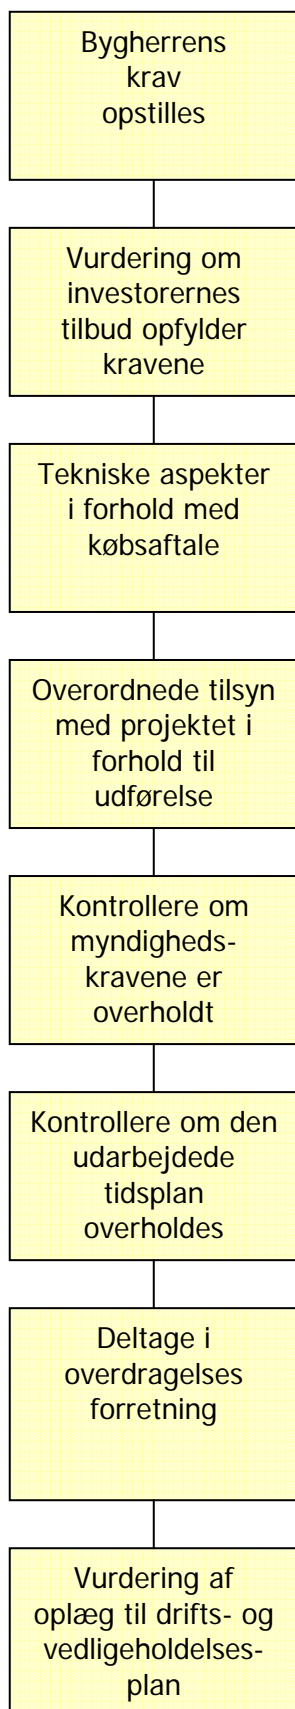 Bygherrens
krav
opstilles
Vurdering om
investorernes
tilbud opfylder
kravene
Tekniske aspekter
i forhold med
købsaftale
Overordnede tilsyn
med projektet i
forhold til
udførelse
Kontrollere om
myndigheds-
kravene er
overholdt
Kontrollere om den
udarbejdede
tidsplan
overholdes
Deltage i
overdragelses
forretning
Vurdering af
oplæg til drifts- og
vedligeholdelses-
plan